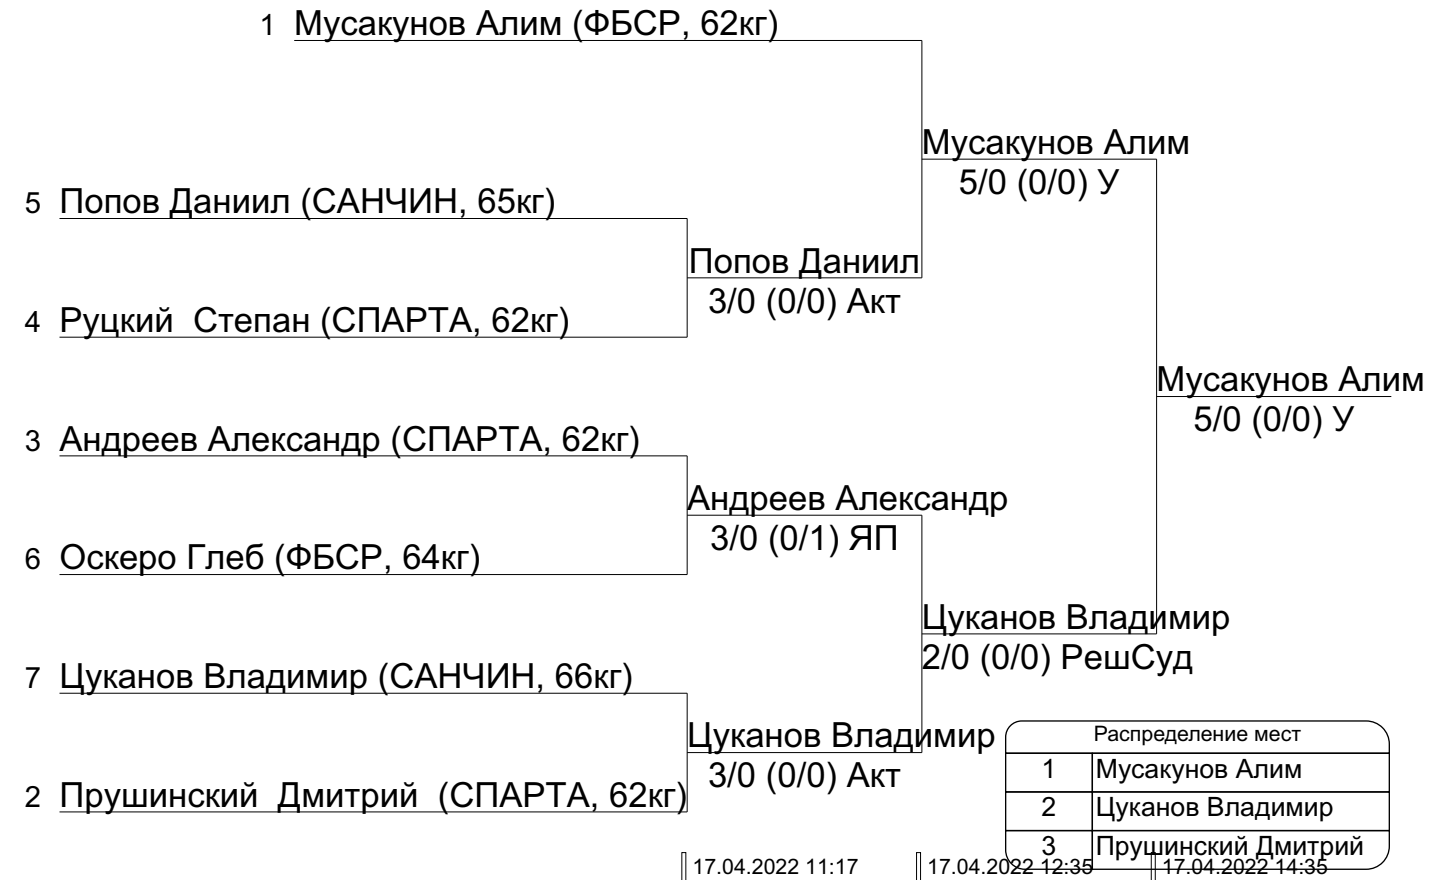 1 Мусакунов Алим (ФБСР, 62кг)
Мусакунов Алим
5/0 (0/0) У
5 Попов Даниил (САНЧИН, 65кг)
Попов Даниил
3/0 (0/0) Акт
4 Руцкий Степан (СПАРТА, 62кг)
Мусакунов Алим
5/0 (0/0) У
3 Андреев Александр (СПАРТА, 62кг)
Андреев Александр
3/0 (0/1) ЯП
6 Оскеро Глеб (ФБСР, 64кг)
Цуканов Владимир
2/0 (0/0) РешСуд
7 Цуканов Владимир (САНЧИН, 66кг)
Цуканов Владимир
3/0 (0/0) Акт
2 Прушинский Дмитрий (СПАРТА, 62кг)
Распределение мест
1 Мусакунов Алим
2 Цуканов Владимир
3 Прушинский Дмитрий
17.04.2022 11:17 17.04.2022 12:35 17.04.2022 14:35